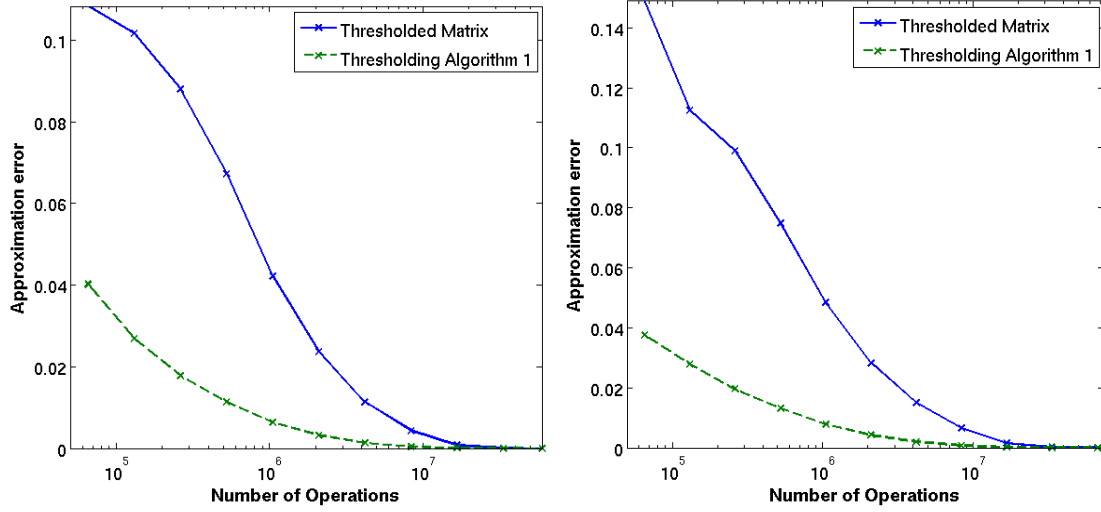 Thresholded Matrix
Thresholding Algorithm 1
0.1
0.08
0.06
0.04
0.02
0
Approximation error
10^5
10^6
10^7
Number of Operations
Thresholded Matrix
Thresholding Algorithm 1
0.14
0.12
0.1
0.08
0.06
0.04
0.02
0
Approximation error
10^5
10^6
10^7
Number of Operations